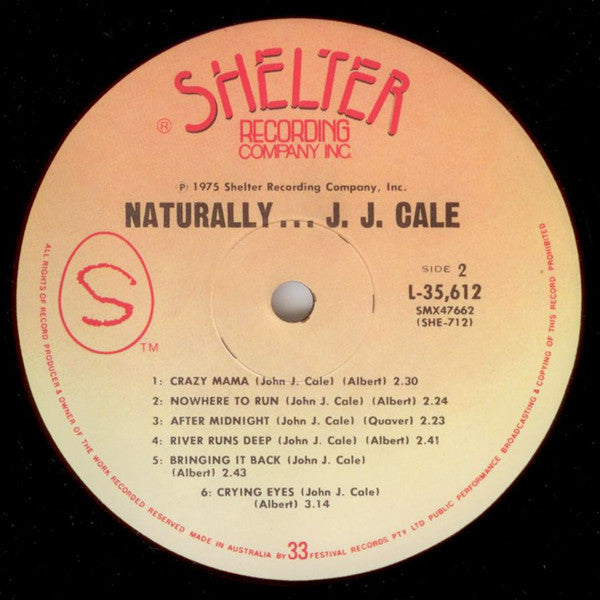 SHELTER
® RECORDING
COMPANY INC.
℗ 1975 Shelter Recording Company, Inc.
NATURALLY... J. J. CALE
SIDE 2
L-35,612
SMX47662
(SHE-712)
S
TM
1: CRAZY MAMA (John J. Cale) (Albert) 2.30
2: NOWHERE TO RUN (John J. Cale) (Albert) 2.24
3: AFTER MIDNIGHT (John J. Cale) (Quaver) 2.23
4: RIVER RUNS DEEP (John J. Cale) (Albert) 2.41
5: BRINGING IT BACK (John J. Cale)
(Albert) 2.43
6: CRYING EYES (John J. Cale)
(Albert) 3.14
ALL RIGHTS OF RECORD PRODUCER & OWNER OF THE WORK RECORDED RESERVED MADE IN AUSTRALIA BY 33 FESTIVAL RECORDS PTY LTD PUBLIC PERFORMANCE BROADCASTING & COPYING OF THIS RECORD PROHIBITED